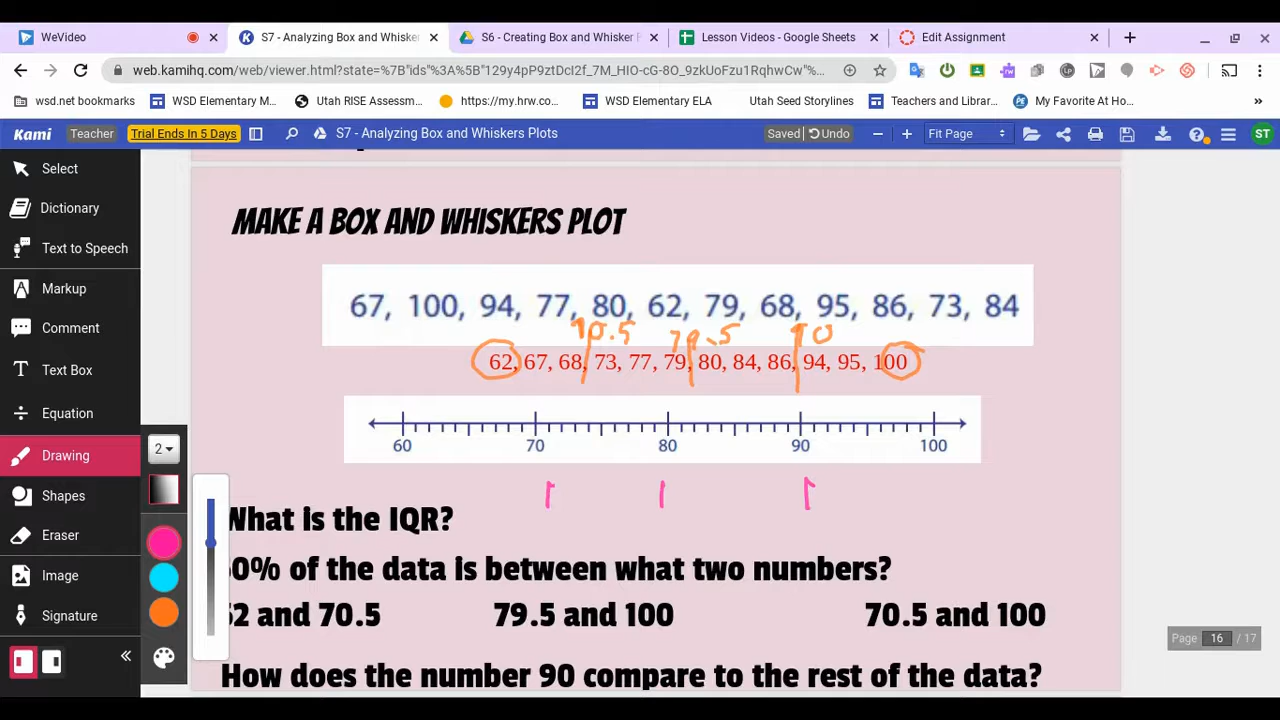 WeVideo
S7 - Analyzing Box and Whiske
S6 - Creating Box and Whisker
Lesson Videos - Google Sheets
Edit Assignment
web.kamihq.com/web/viewer.html?state=%7B"ids"%3A%5B"129y4pP9ztDcI2f_7M_HIO-cG-8O_9zkUoFzu1RqhwCw"%...
wsd.net bookmarks
WSD Elementary M...
Utah RISE Assessm...
https://my.hrw.co...
WSD Elementary ELA
Utah Seed Storylines
Teachers and Librar...
My Favorite At Ho...
»
Kami
Teacher
Trial Ends In 5 Days
S7 - Analyzing Box and Whiskers Plots
Saved
Undo
Fit Page
ST
Select
Dictionary
Text to Speech
Markup
Comment
Text Box
Equation
Drawing
Shapes
Eraser
Image
Signature
2
MAKE A BOX AND WHISKERS PLOT
67, 100, 94, 77, 80, 62, 79, 68, 95, 86, 73, 84
70.5 79.5 90
62, 67, 68, 73, 77, 79, 80, 84, 86, 94, 95, 100
60 70 80 90 100
What is the IQR?
0% of the data is between what two numbers?
2 and 70.5 79.5 and 100 70.5 and 100
How does the number 90 compare to the rest of the data?
Page 16 / 17